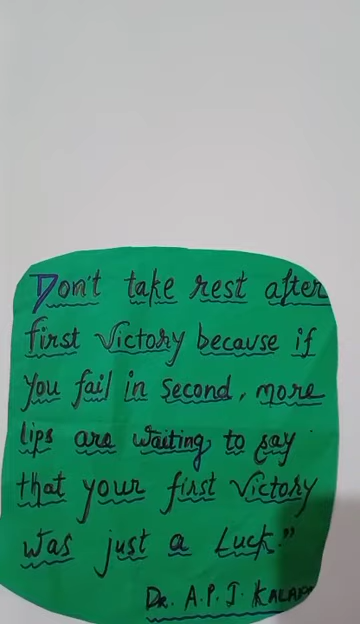 Don't take rest after
first Victory because if
you fail in second, more
lips are waiting to say
that your first Victory
was just a Luck."
Dr. A.P.J. KALAM